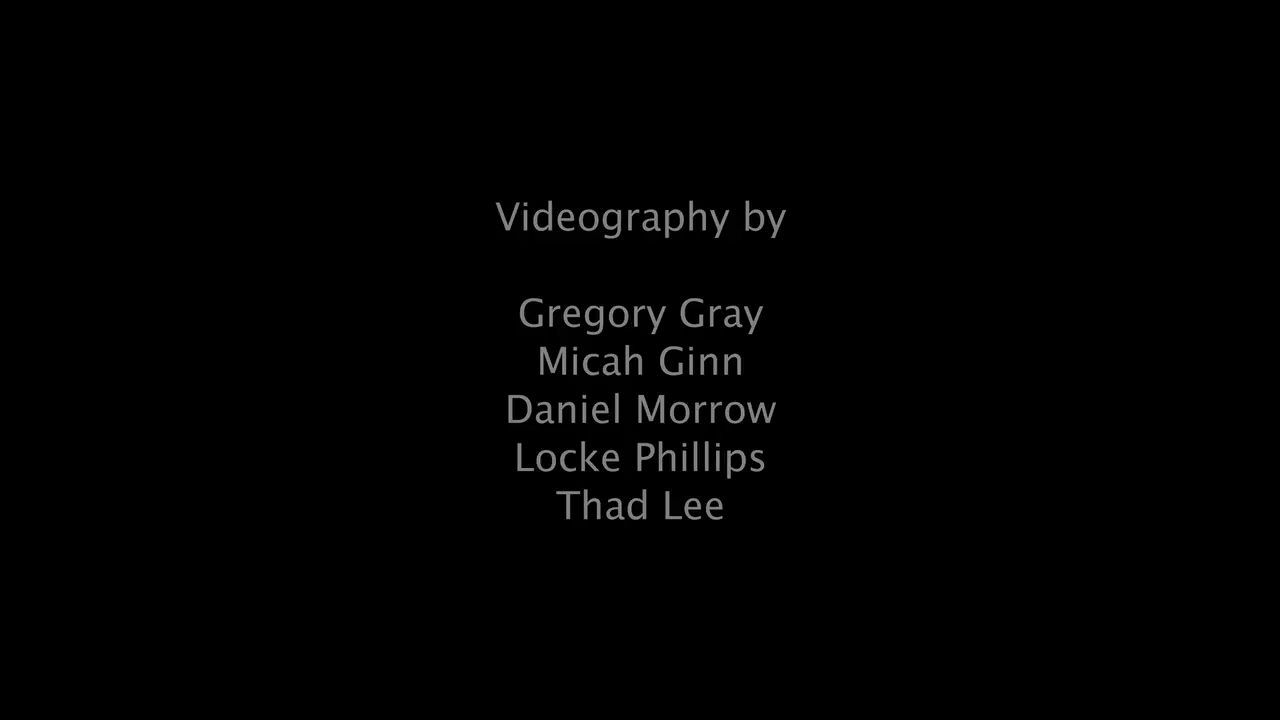 Videography by
Gregory Gray
Micah Ginn
Daniel Morrow
Locke Phillips
Thad Lee